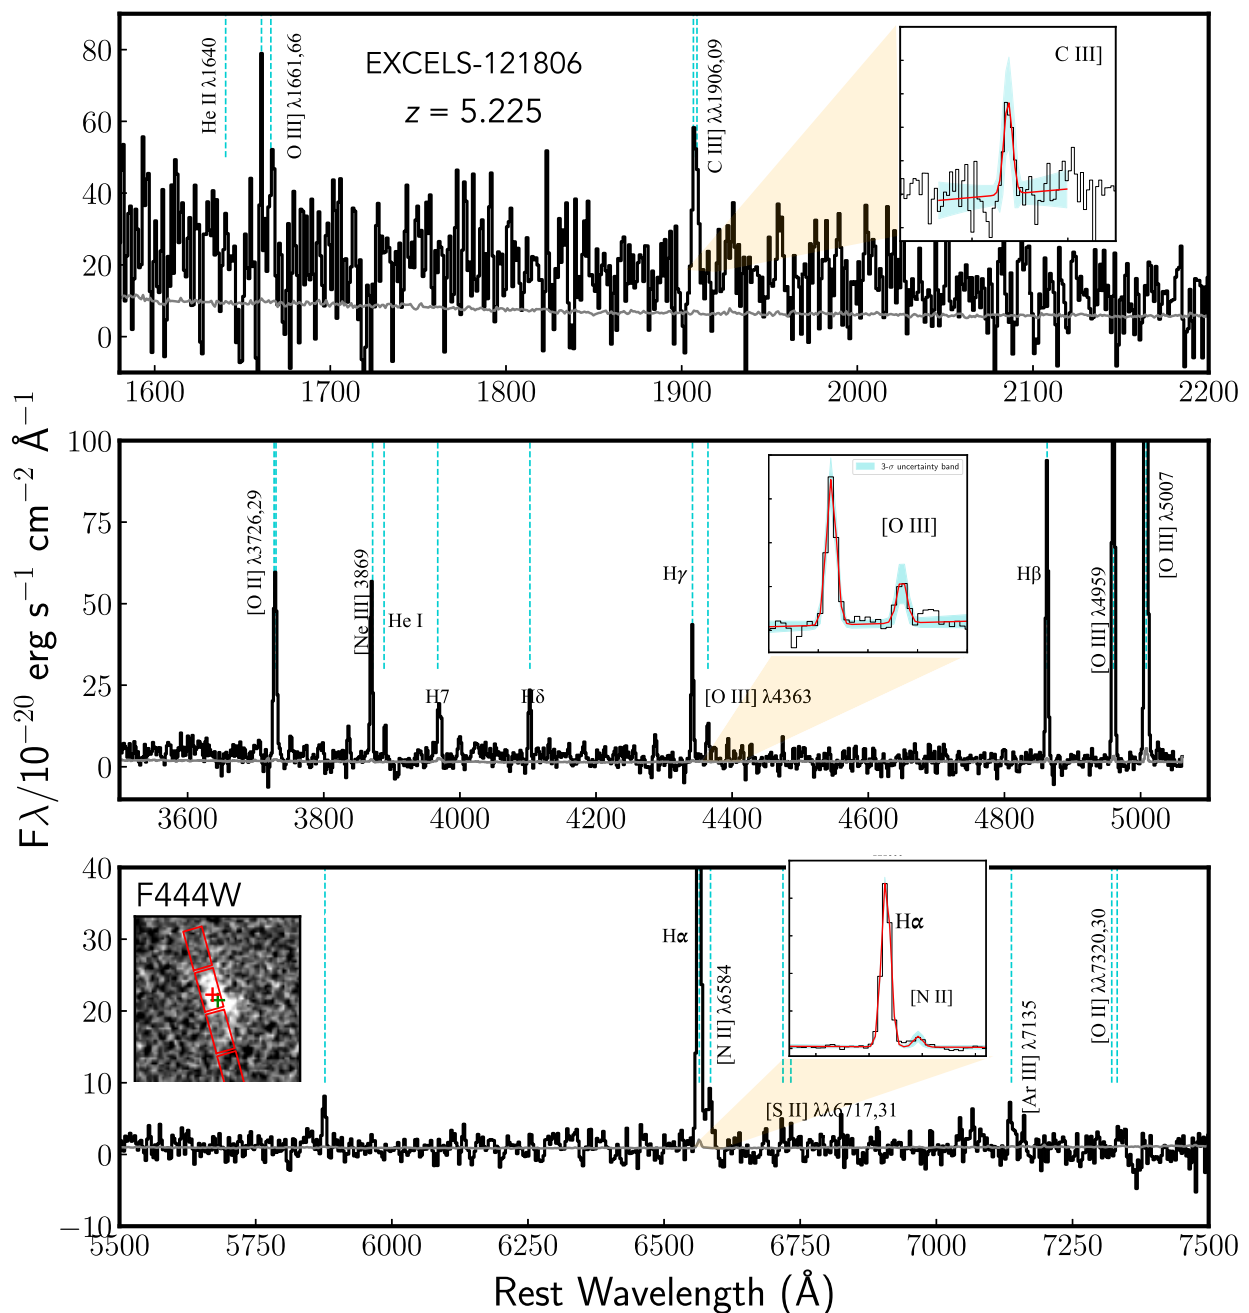 EXCELS-121806
z = 5.225
He II λ1640
O III] λ1661,66
C III] λλ1906,09
C III]
80
60
40
20
0
1600
1700
1800
1900
2000
2100
2200
Fλ/10−20 erg s−1 cm−2 Å−1
100
75
50
25
0
[O II] λ3726,29
[Ne III] 3869
He I
H7
Hδ
Hγ
[O III] λ4363
3-σ uncertainty band
[O III]
Hβ
[O III] λ4959
[O III] λ5007
3600
3800
4000
4200
4400
4600
4800
5000
40
30
20
10
0
−10
F444W
Hα
[N II] λ6584
Hα
[N II]
[S II] λλ6717,31
[Ar III] λ7135
[O II] λλ7320,30
5500
5750
6000
6250
6500
6750
7000
7250
7500
Rest Wavelength (Å)